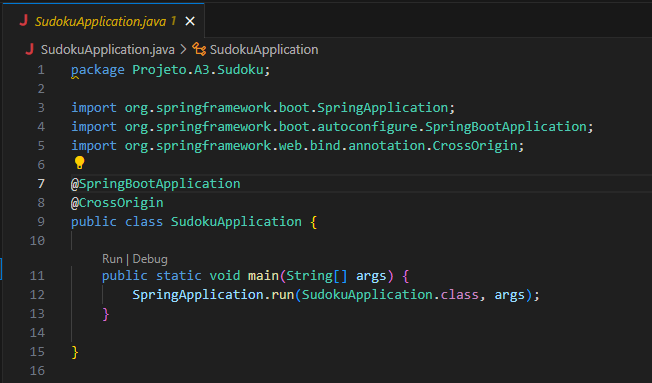 J SudokuApplication.java 1 ×
J SudokuApplication.java > SudokuApplication
1 package Projeto.A3.Sudoku;
2
3 import org.springframework.boot.SpringApplication;
4 import org.springframework.boot.autoconfigure.SpringBootApplication;
5 import org.springframework.web.bind.annotation.CrossOrigin;
6
7 @SpringBootApplication
8 @CrossOrigin
9 public class SudokuApplication {
10
Run | Debug
11 public static void main(String[] args) {
12 SpringApplication.run(SudokuApplication.class, args);
13 }
14
15 }
16